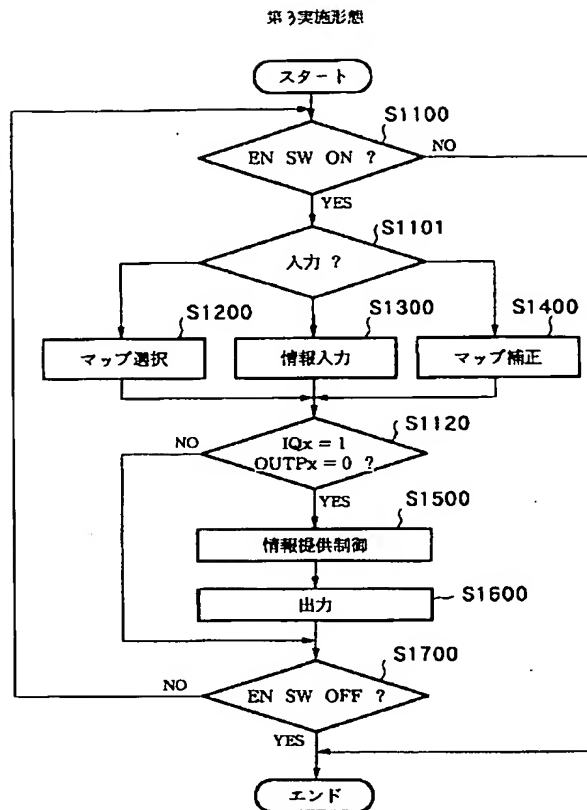 第3実施形態
スタート
S1100
EN SW ON ?
NO
YES
S1101
入力 ?
S1200
マップ選択
S1300
情報入力
S1400
マップ補正
S1120
IQx = 1
OUTPx = 0 ?
NO
YES
S1500
情報提供制御
S1600
出力
S1700
EN SW OFF ?
NO
YES
エンド